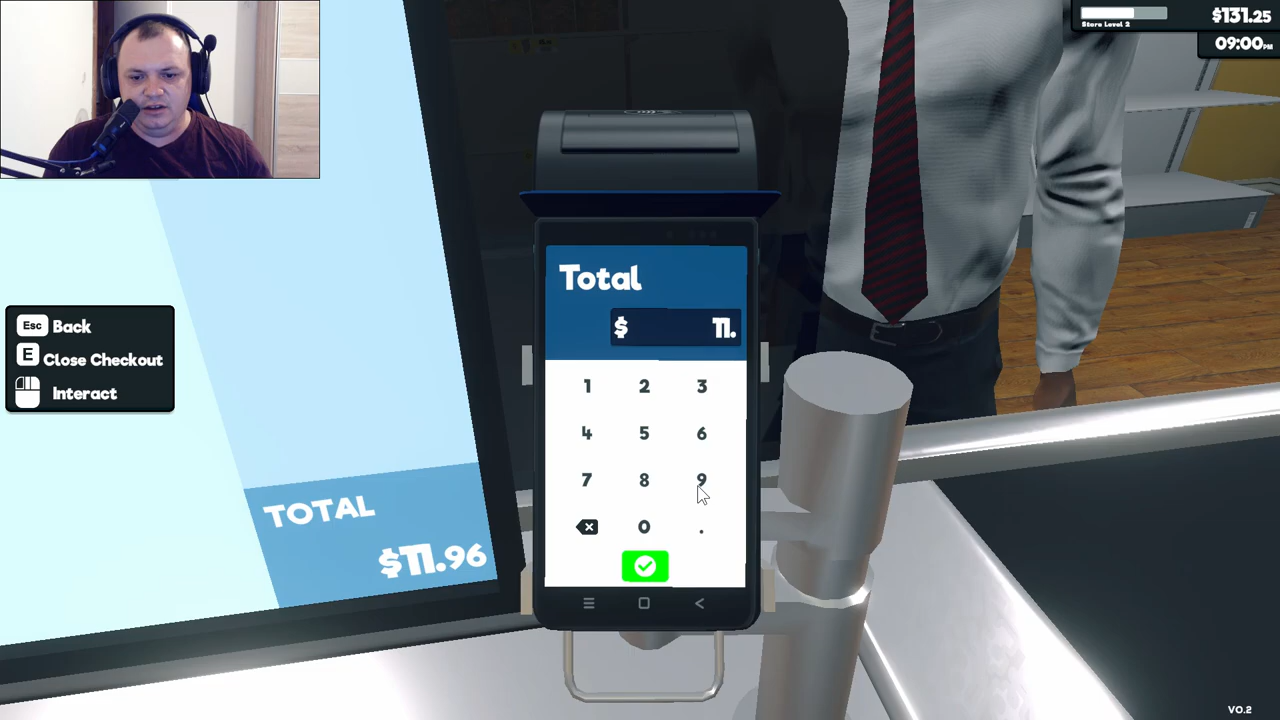 $131.25
Store Level 2
09:00PM
Total
$ 11.
Esc Back
E Close Checkout
Interact
1 2 3
4 5 6
7 8 9
0 .
TOTAL
$11.96
V0.2